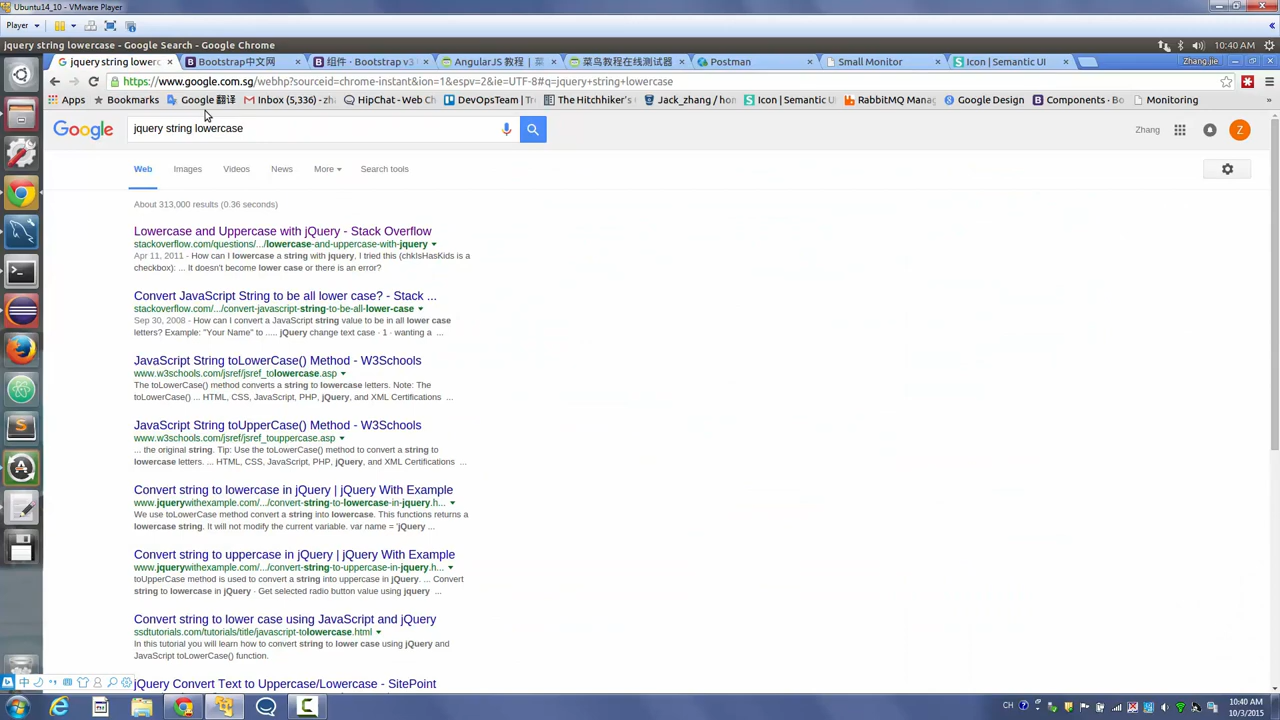 Ubuntu14_10 - VMware Player
Player
jquery string lowercase - Google Search - Google Chrome
10:40 AM
jquery string lowerc
Bootstrap中文网
组件 · Bootstrap v3
AngularJS 教程
菜鸟教程在线测试器
Postman
Small Monitor
Icon | Semantic UI
Zhangjie
https://www.google.com.sg/webhp?sourceid=chrome-instant&ion=1&espv=2&ie=UTF-8#q=jquery+string+lowercase
Apps
Bookmarks
Google 翻译
Inbox (5,336) - zha
HipChat - Web C
DevOpsTeam | Tr
The Hitchhiker's
Jack_zhang / hom
Icon | Semantic U
RabbitMQ Manag
Google Design
Components · Bo
Monitoring
Google
jquery string lowercase
Zhang
Z
Web
Images
Videos
News
More
Search tools
About 313,000 results (0.36 seconds)
Lowercase and Uppercase with jQuery - Stack Overflow
stackoverflow.com/questions/.../lowercase-and-uppercase-with-jquery
Apr 11, 2011 - How can I lowercase a string with jquery, I tried this (chkIsHasKids is a
checkbox): ... It doesn't become lower case or there is an error?
Convert JavaScript String to be all lower case? - Stack ...
stackoverflow.com/.../convert-javascript-string-to-be-all-lower-case
Sep 30, 2008 - How can I convert a JavaScript string value to be in all lower case
letters? Example: "Your Name" to ..... jQuery change text case · 1 · wanting a ...
JavaScript String toLowerCase() Method - W3Schools
www.w3schools.com/jsref/jsref_tolowercase.asp
The toLowerCase() method converts a string to lowercase letters. Note: The
toLowerCase() ... HTML, CSS, JavaScript, PHP, jQuery, and XML Certifications ...
JavaScript String toUpperCase() Method - W3Schools
www.w3schools.com/jsref/jsref_touppercase.asp
... the original string. Tip: Use the toLowerCase() method to convert a string to
lowercase letters. ... HTML, CSS, JavaScript, PHP, jQuery, and XML Certifications ...
Convert string to lowercase in jQuery | jQuery With Example
www.jquerywithexample.com/.../convert-string-to-lowercase-in-jquery.h...
We use toLowerCase method convert a string into lowercase. This functions returns a
lowercase string. It will not modify the current variable. var name = 'jQuery ...
Convert string to uppercase in jQuery | jQuery With Example
www.jquerywithexample.com/.../convert-string-to-uppercase-in-jquery.h...
toUpperCase method is used to convert a string into uppercase in jQuery. ... Convert
string to lowercase in jQuery · Get selected radio button value using jquery ...
Convert string to lower case using JavaScript and jQuery
ssdtutorials.com/tutorials/title/javascript-tolowercase.html
In this tutorial you will learn how to convert string to lower case using jQuery and
JavaScript toLowerCase() function.
jQuery Convert Text to Uppercase/Lowercase - SitePoint
中
CH
10:40 AM
10/3/2015